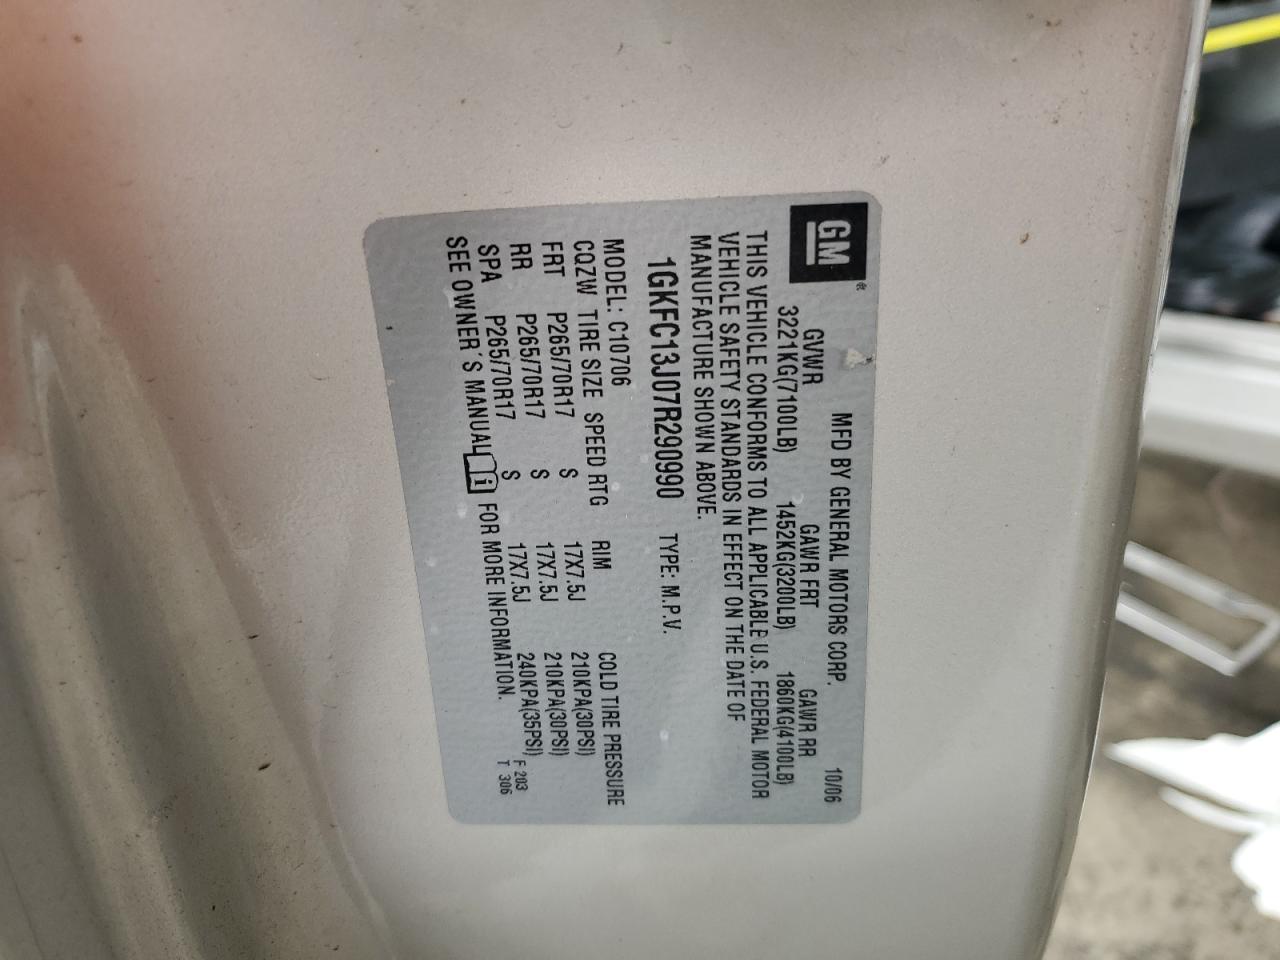 GM
MFD BY GENERAL MOTORS CORP. 10/06
GVWR GAWR FRT GAWR RR
3221KG(7100LB) 1452KG(3200LB) 1860KG(4100LB)
THIS VEHICLE CONFORMS TO ALL APPLICABLE U.S. FEDERAL MOTOR
VEHICLE SAFETY STANDARDS IN EFFECT ON THE DATE OF
MANUFACTURE SHOWN ABOVE.
1GKFC13J07R290990 TYPE: M.P.V.
MODEL: C10706
CQZW TIRE SIZE SPEED RTG RIM COLD TIRE PRESSURE
FRT P265/70R17 S 17X7.5J 210KPA(30PSI)
RR P265/70R17 S 17X7.5J 210KPA(30PSI)
SPA P265/70R17 S 17X7.5J 240KPA(35PSI)
SEE OWNER'S MANUAL i FOR MORE INFORMATION.
F 203
T 306